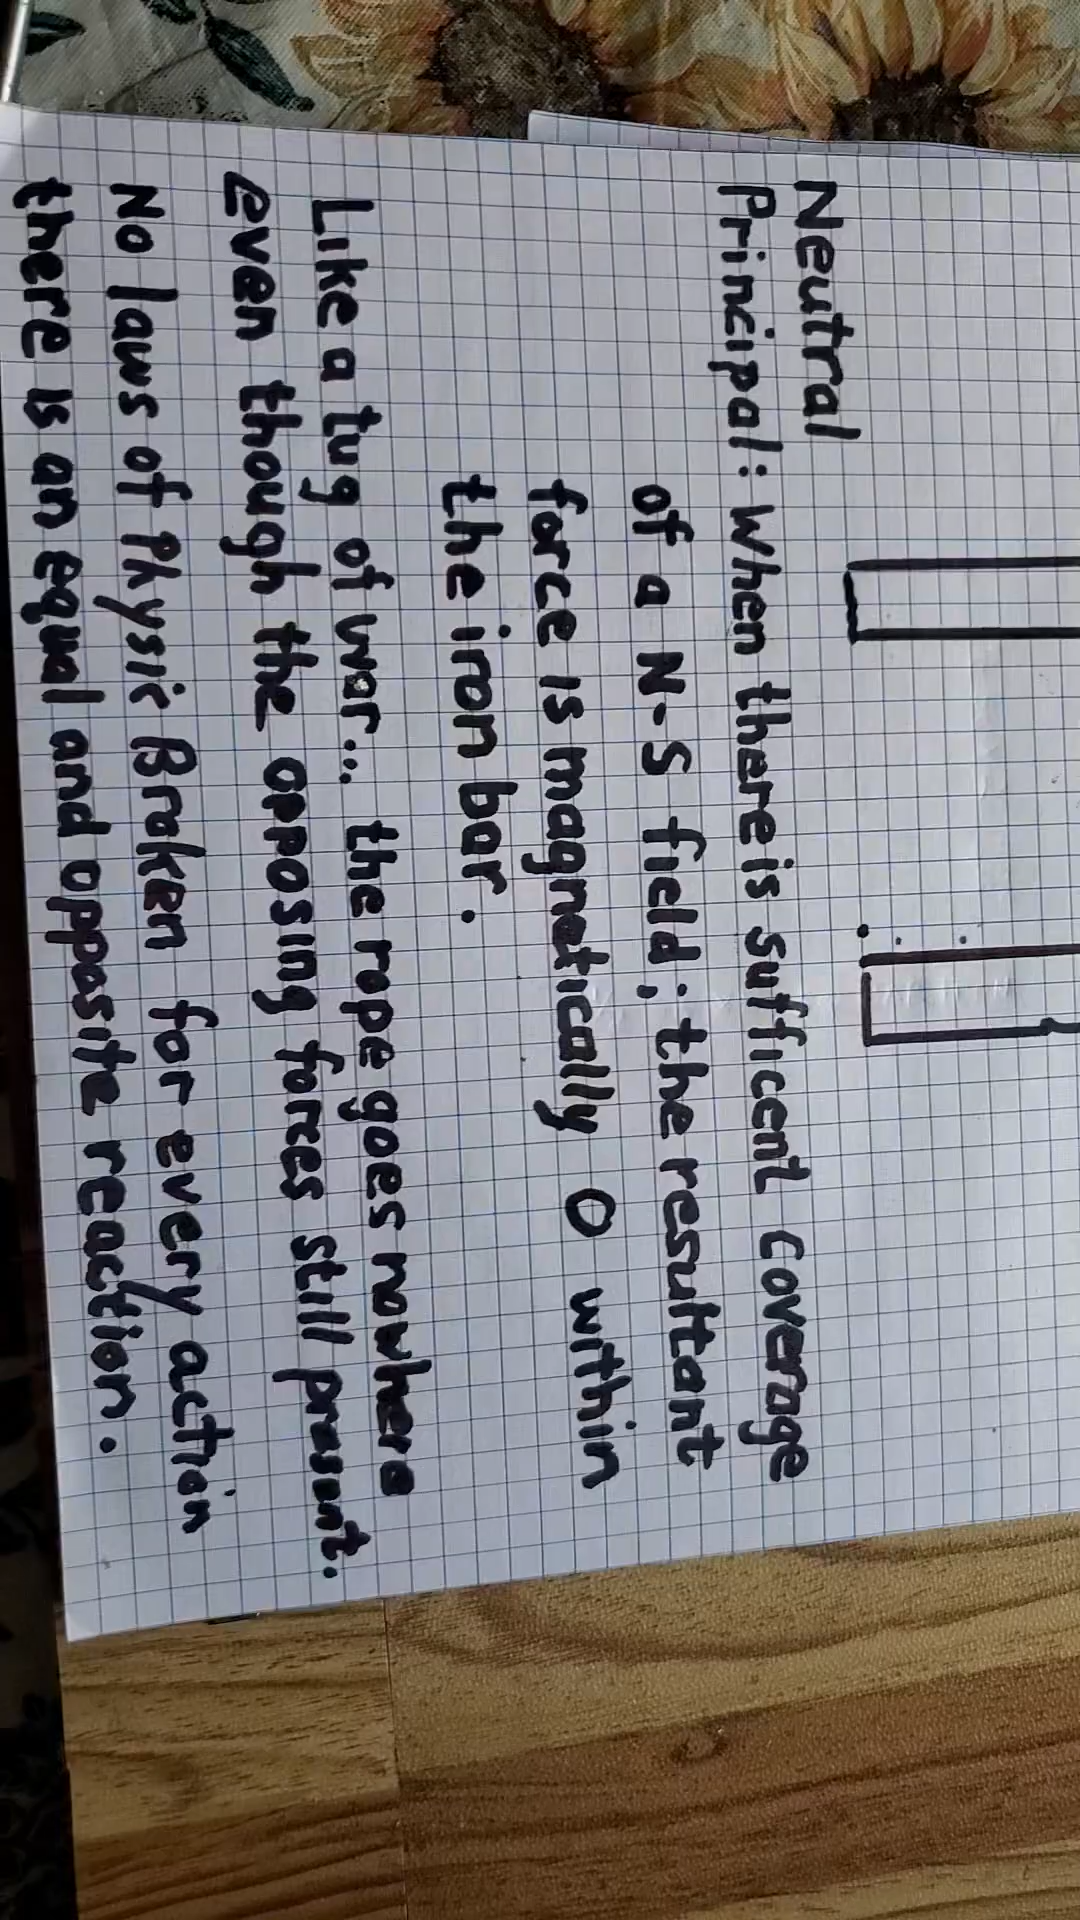 Neutral
Principal: When there is sufficent coverage
of a N-S field; the resultant
force is magnetically O within
the iron bar.
Like a tug of war... the rope goes nowhere
even though the opposing forces still present.
No laws of Physic Broken for every action
there is an equal and opposite reaction.